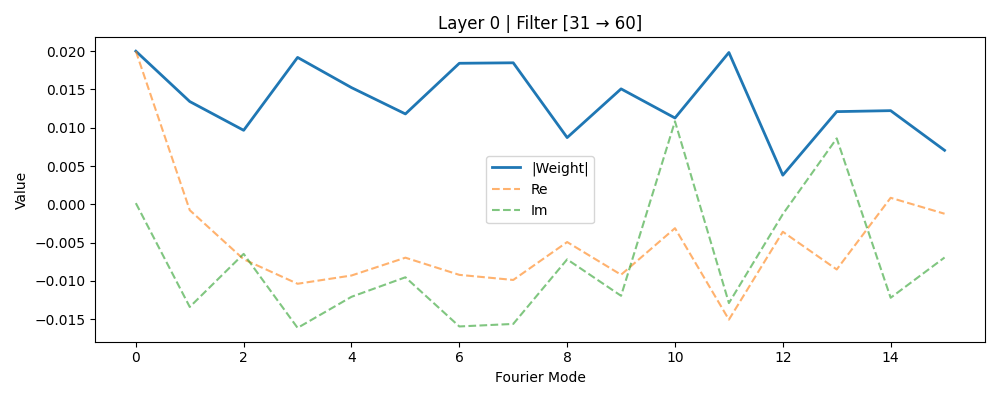 Layer 0 | Filter [31 → 60]
Value
0.020
0.015
0.010
0.005
0.000
−0.005
−0.010
−0.015
|Weight|
Re
Im
0 2 4 6 8 10 12 14
Fourier Mode